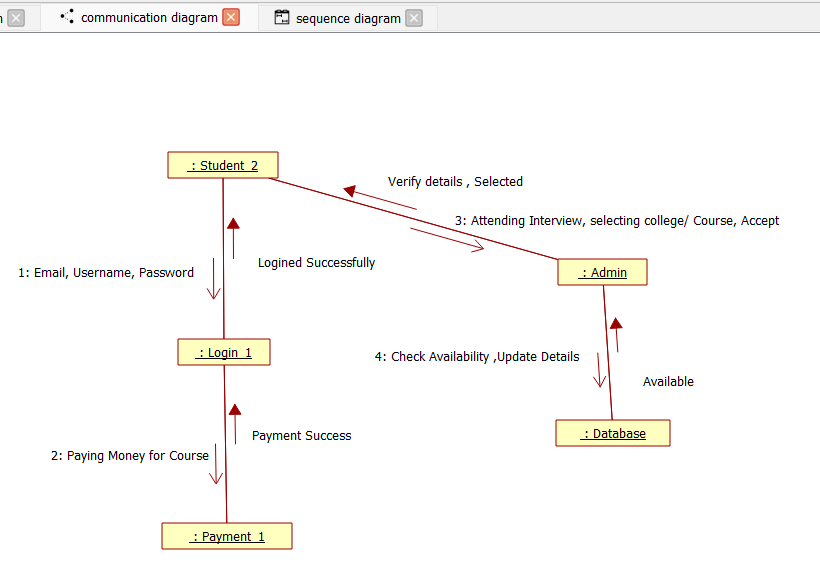 communication diagram
sequence diagram
: Student_2
Verify details , Selected
3: Attending Interview, selecting college/ Course, Accept
1: Email, Username, Password
Logined Successfully
: Admin
: Login_1
4: Check Availability ,Update Details
Available
2: Paying Money for Course
Payment Success
: Database
: Payment_1